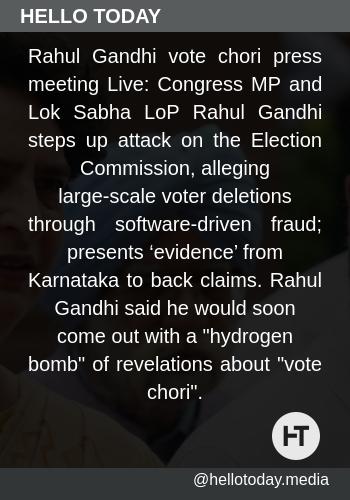 HELLO TODAY
Rahul Gandhi vote chori press
meeting Live: Congress MP and
Lok Sabha LoP Rahul Gandhi
steps up attack on the Election
Commission, alleging
large-scale voter deletions
through software-driven fraud;
presents ‘evidence’ from
Karnataka to back claims. Rahul
Gandhi said he would soon
come out with a "hydrogen
bomb" of revelations about "vote
chori".
HT
@hellotoday.media